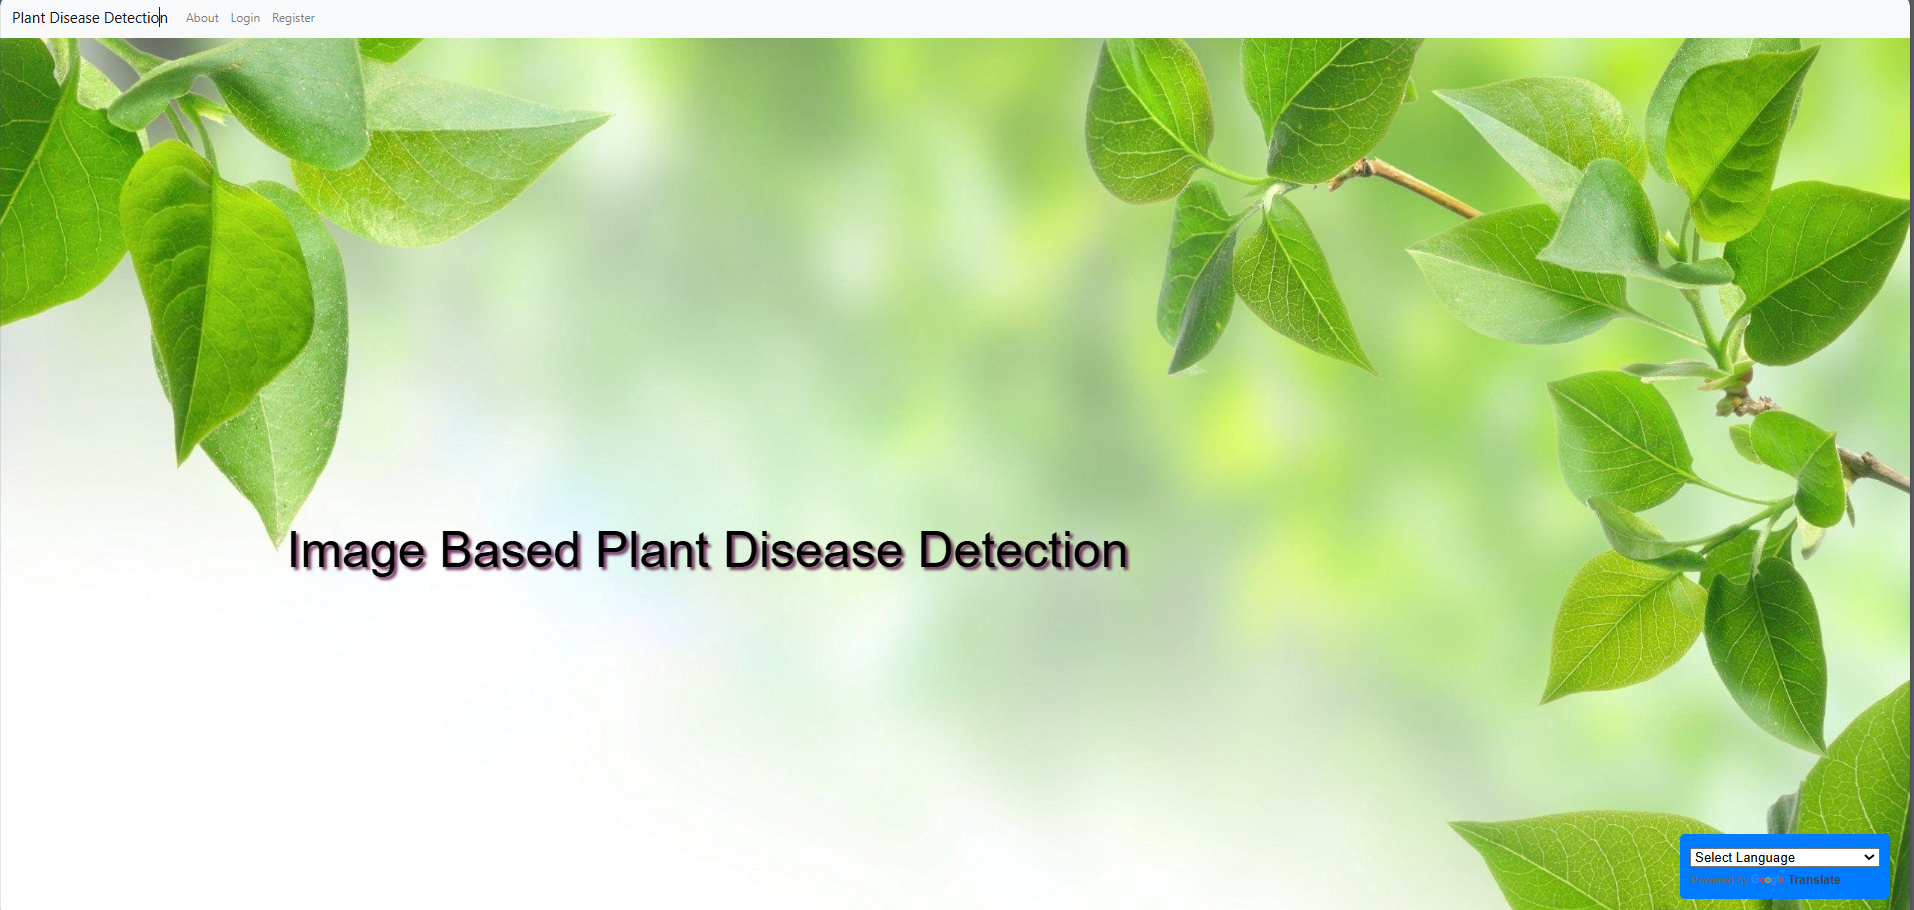 Plant Disease Detection About Login Register
Image Based Plant Disease Detection
Select Language
Powered by Google Translate